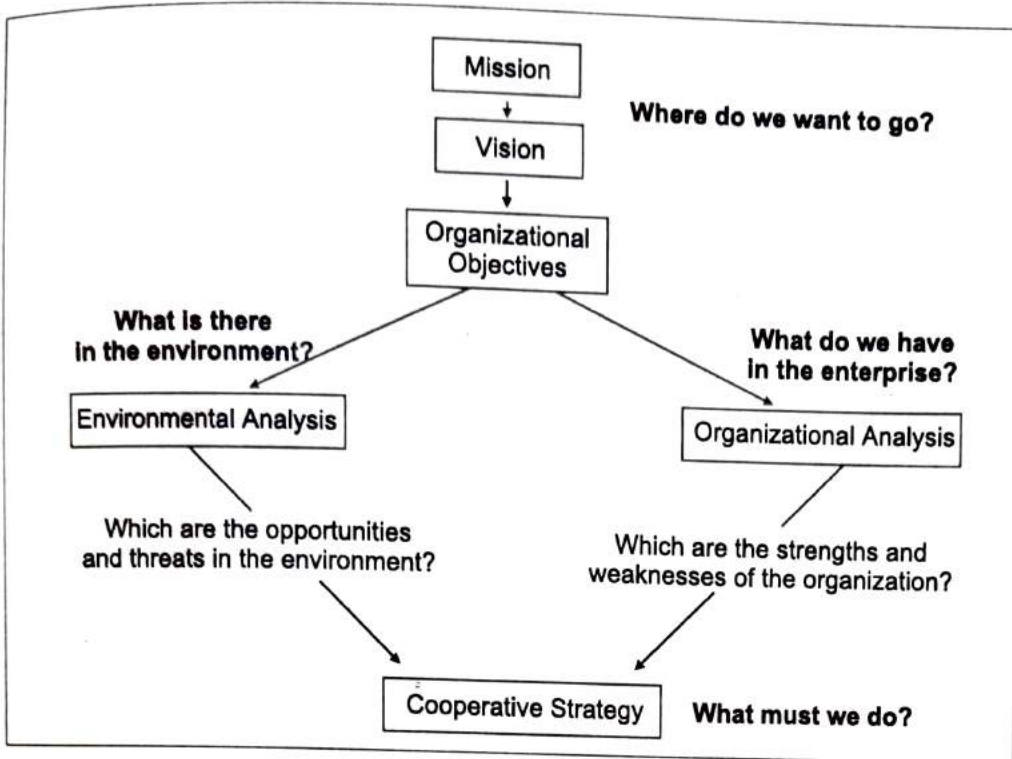 Mission
Where do we want to go?
Vision
Organizational
Objectives
What is there
in the environment?
What do we have
in the enterprise?
Environmental Analysis
Organizational Analysis
Which are the opportunities
and threats in the environment?
Which are the strengths and
weaknesses of the organization?
Cooperative Strategy
What must we do?